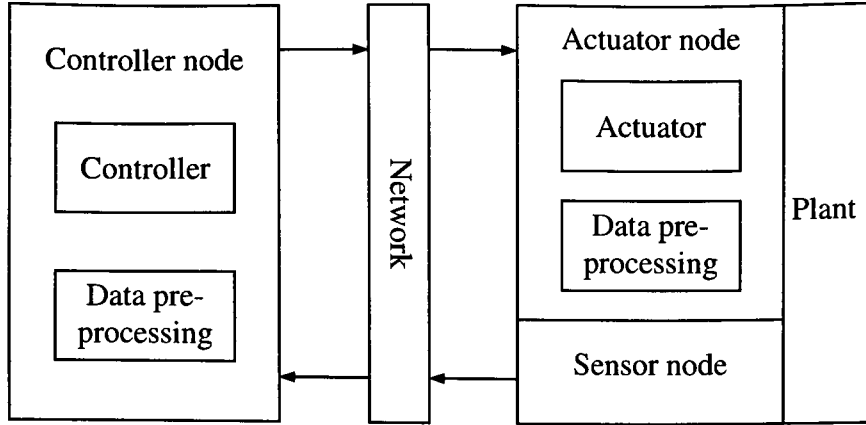 Controller node
Controller
Data pre-
processing
Network
Actuator node
Actuator
Data pre-
processing
Sensor node
Plant